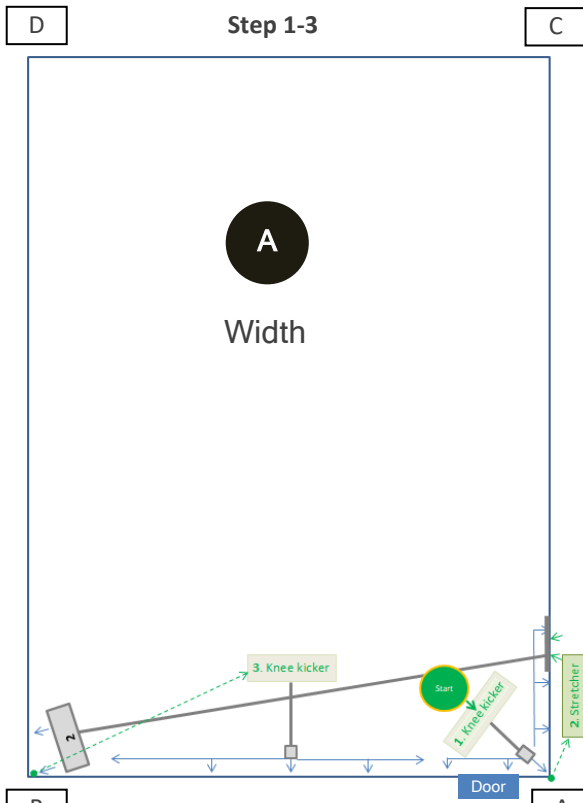 D
Step 1-3
C
A
Width
3. Knee kicker
Start
1. Knee kicker
2. Stretcher
2
Door